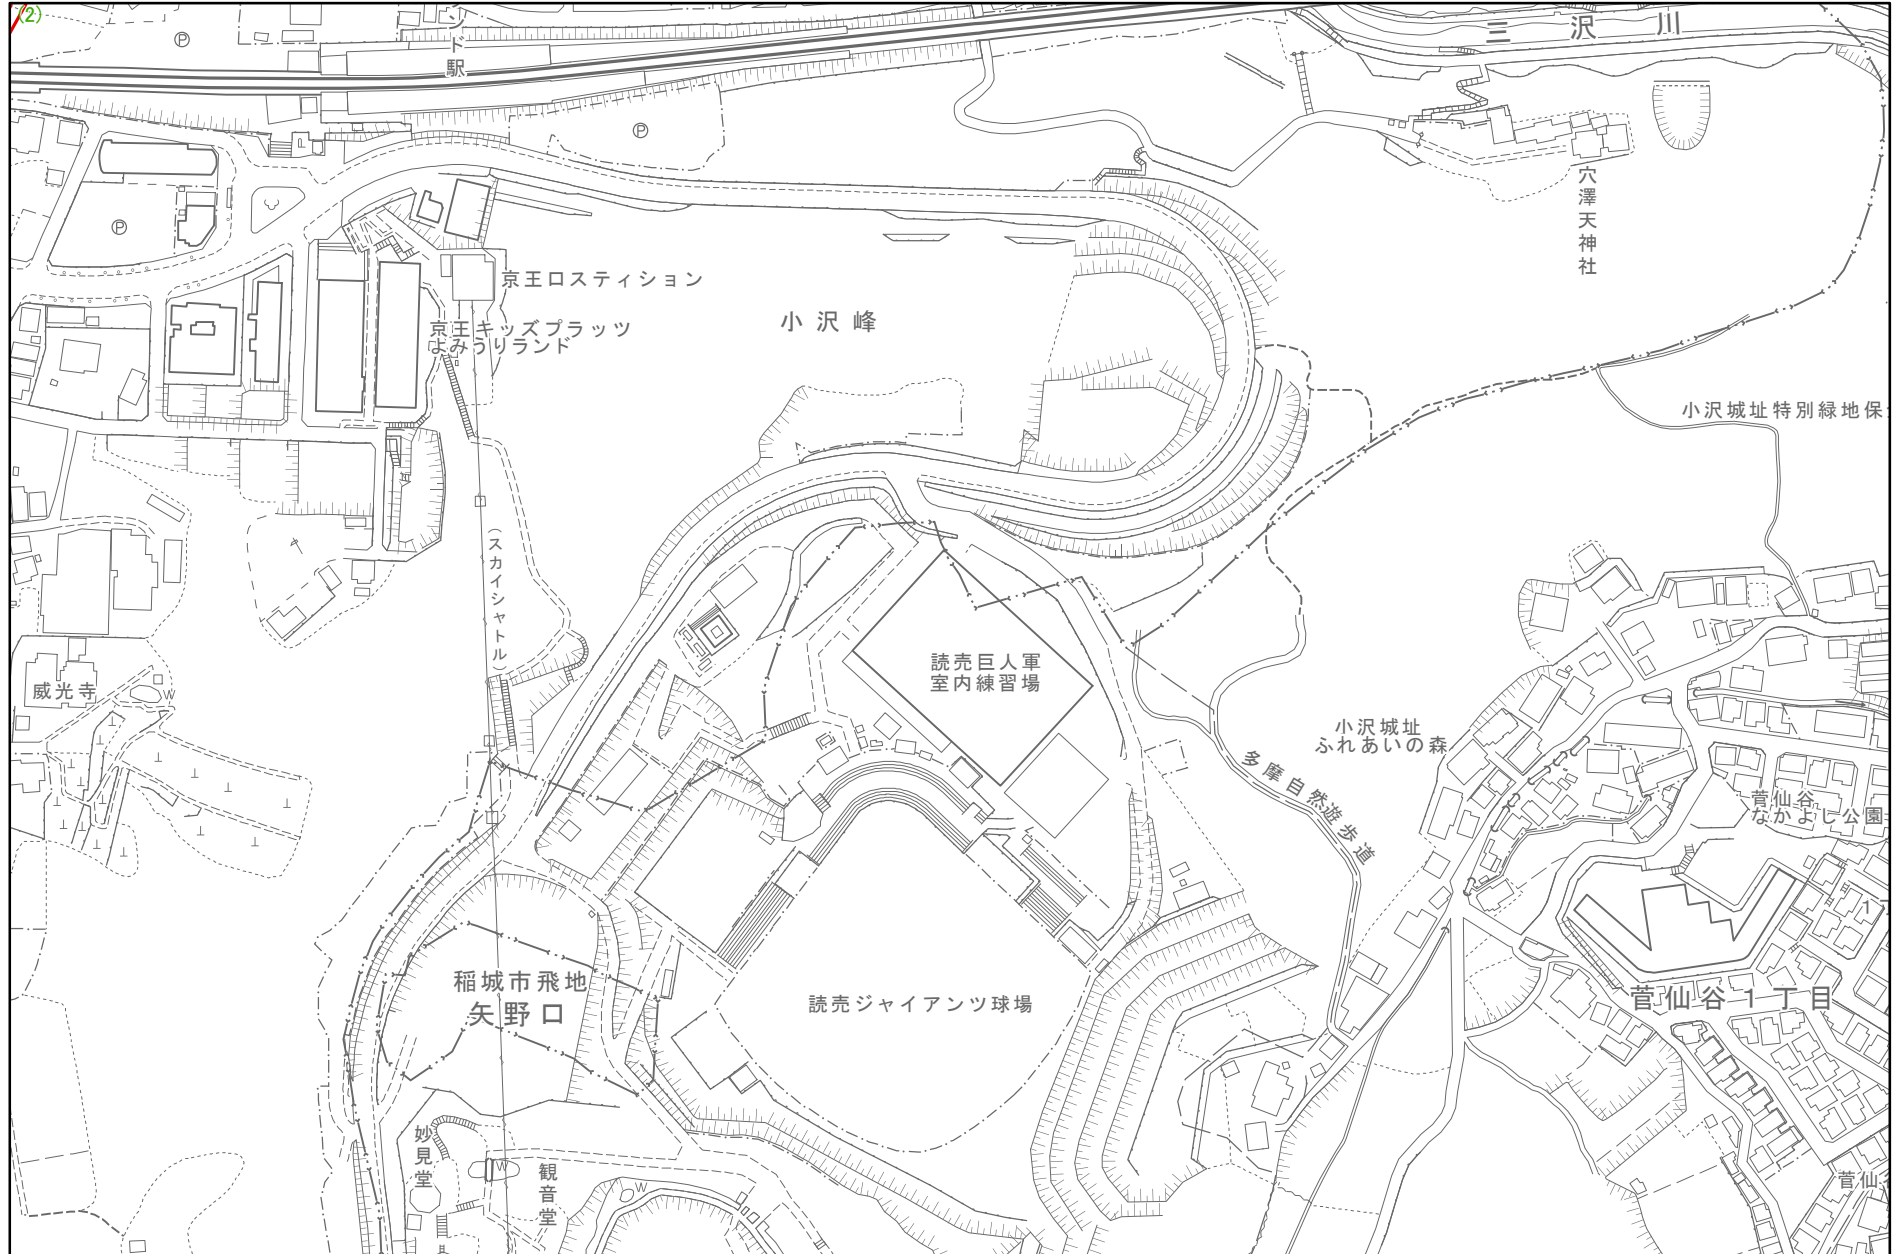 (2)
ンド駅
三沢川
P
P
P
穴澤天神社
京王ロスティション
京王キッズプラッツ
よみうりランド
小沢峰
小沢城址特別緑地保
(スカイシャトル)
読売巨人軍
室内練習場
威光寺
W
小沢城址
ふれあいの森
多摩自然遊歩道
菅仙谷
なかよし公園
1
稲城市飛地
矢野口
読売ジャイアンツ球場
菅仙谷1丁目
妙見堂
観音堂
W
W
菅仙